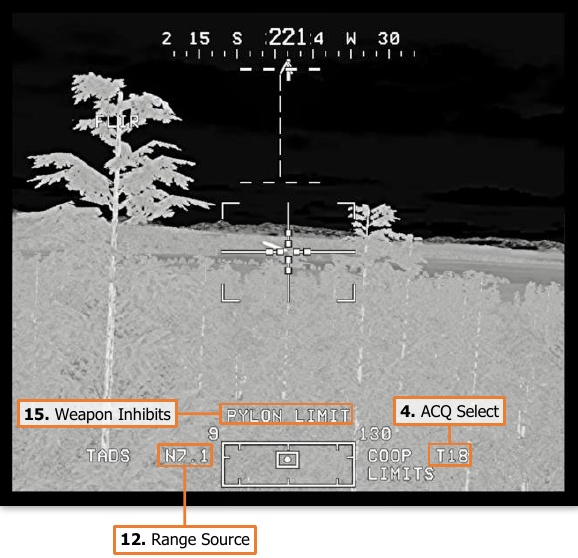 2 15 S 221 4 W 30
FLIR
15. Weapon Inhibits
PYLON LIMIT
4. ACQ Select
9
130
TADS
N7.1
COOP
T18
LIMITS
12. Range Source